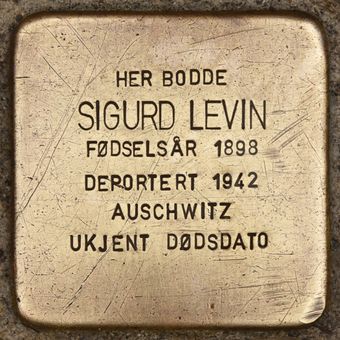 HER BODDE
SIGURD LEVIN
FØDSELSÅR 1898
DEPORTERT 1942
AUSCHWITZ
UKJENT DØDSDATO